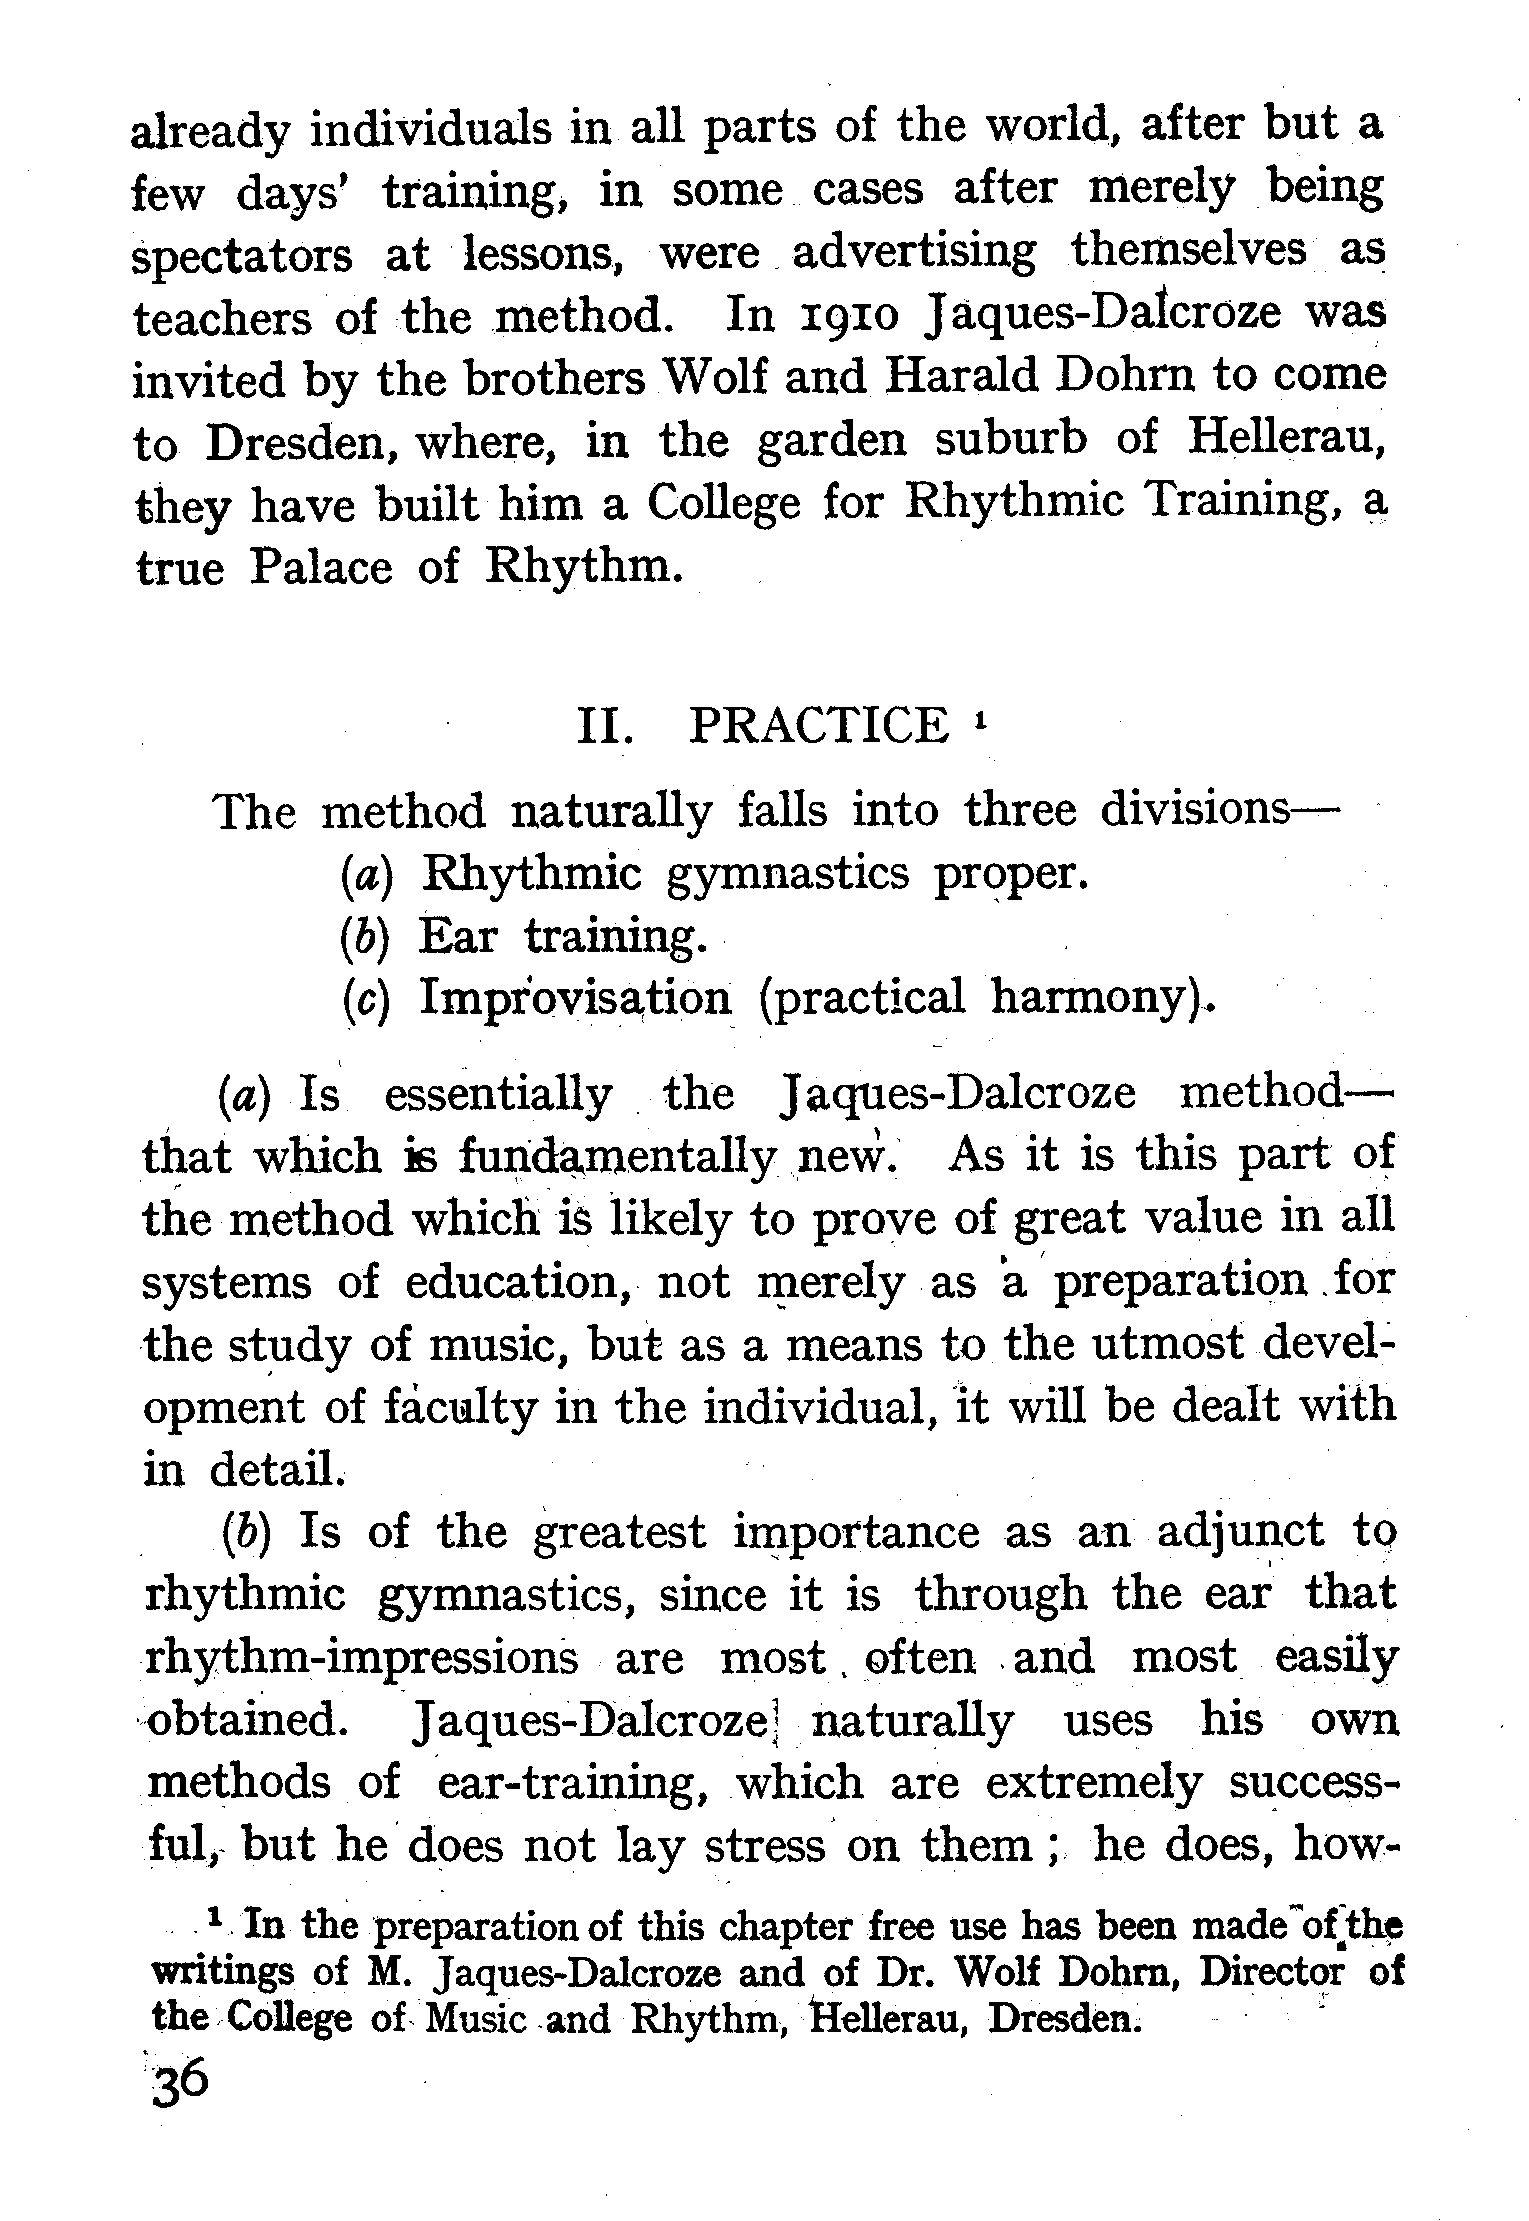 already individuals in all parts of the world, after but a
few days' training, in some cases after merely being
spectators at lessons, were advertising themselves as
teachers of the method. In 1910 Jaques-Dalcroze was
invited by the brothers Wolf and Harald Dohrn to come
to Dresden, where, in the garden suburb of Hellerau,
they have built him a College for Rhythmic Training, a
true Palace of Rhythm.
II. PRACTICE ¹
The method naturally falls into three divisions—
(a) Rhythmic gymnastics proper.
(b) Ear training.
(c) Improvisation (practical harmony).
(a) Is essentially the Jaques-Dalcroze method—
that which is fundamentally new. As it is this part of
the method which is likely to prove of great value in all
systems of education, not merely as a preparation for
the study of music, but as a means to the utmost devel-
opment of faculty in the individual, it will be dealt with
in detail.
(b) Is of the greatest importance as an adjunct to
rhythmic gymnastics, since it is through the ear that
rhythm-impressions are most often and most easily
obtained. Jaques-Dalcroze naturally uses his own
methods of ear-training, which are extremely success-
ful, but he does not lay stress on them ; he does, how-
¹ In the preparation of this chapter free use has been made of the
writings of M. Jaques-Dalcroze and of Dr. Wolf Dohrn, Director of
the College of Music and Rhythm, Hellerau, Dresden.
36